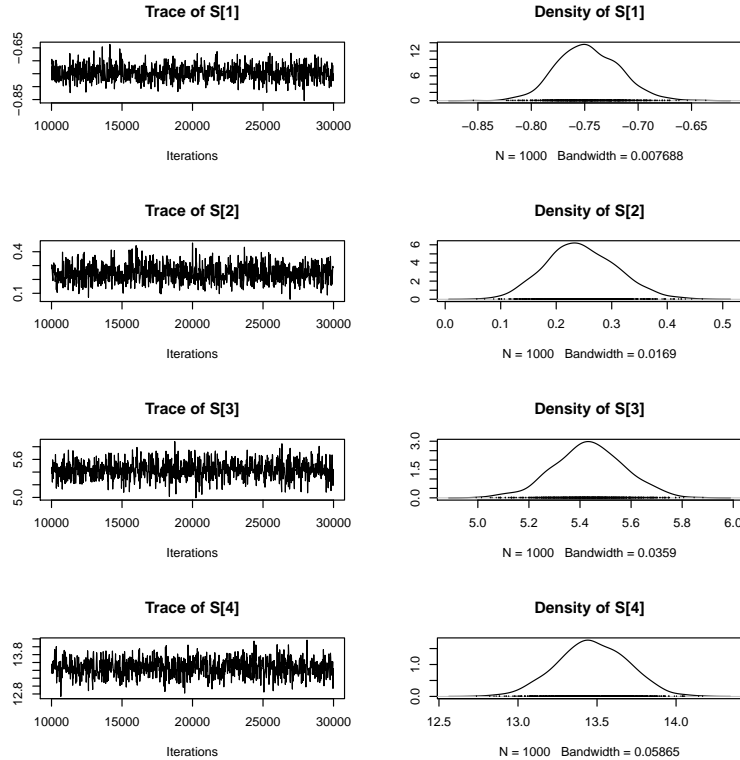 Trace of S[1]
−0.85 −0.65
10000 15000 20000 25000 30000
Iterations
Density of S[1]
0 6 12
−0.85 −0.80 −0.75 −0.70 −0.65
N = 1000 Bandwidth = 0.007688
Trace of S[2]
0.1 0.4
10000 15000 20000 25000 30000
Iterations
Density of S[2]
0 2 4 6
0.0 0.1 0.2 0.3 0.4 0.5
N = 1000 Bandwidth = 0.0169
Trace of S[3]
5.0 5.6
10000 15000 20000 25000 30000
Iterations
Density of S[3]
0.0 1.5 3.0
5.0 5.2 5.4 5.6 5.8 6.0
N = 1000 Bandwidth = 0.0359
Trace of S[4]
12.8 13.8
10000 15000 20000 25000 30000
Iterations
Density of S[4]
0.0 1.0
12.5 13.0 13.5 14.0
N = 1000 Bandwidth = 0.05865